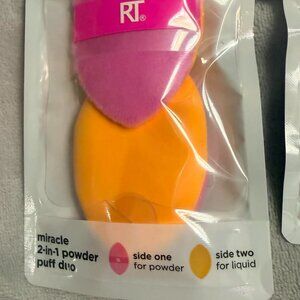 RT®
miracle
2-in-1 powder
puff duo
side one
for powder
side two
for liquid